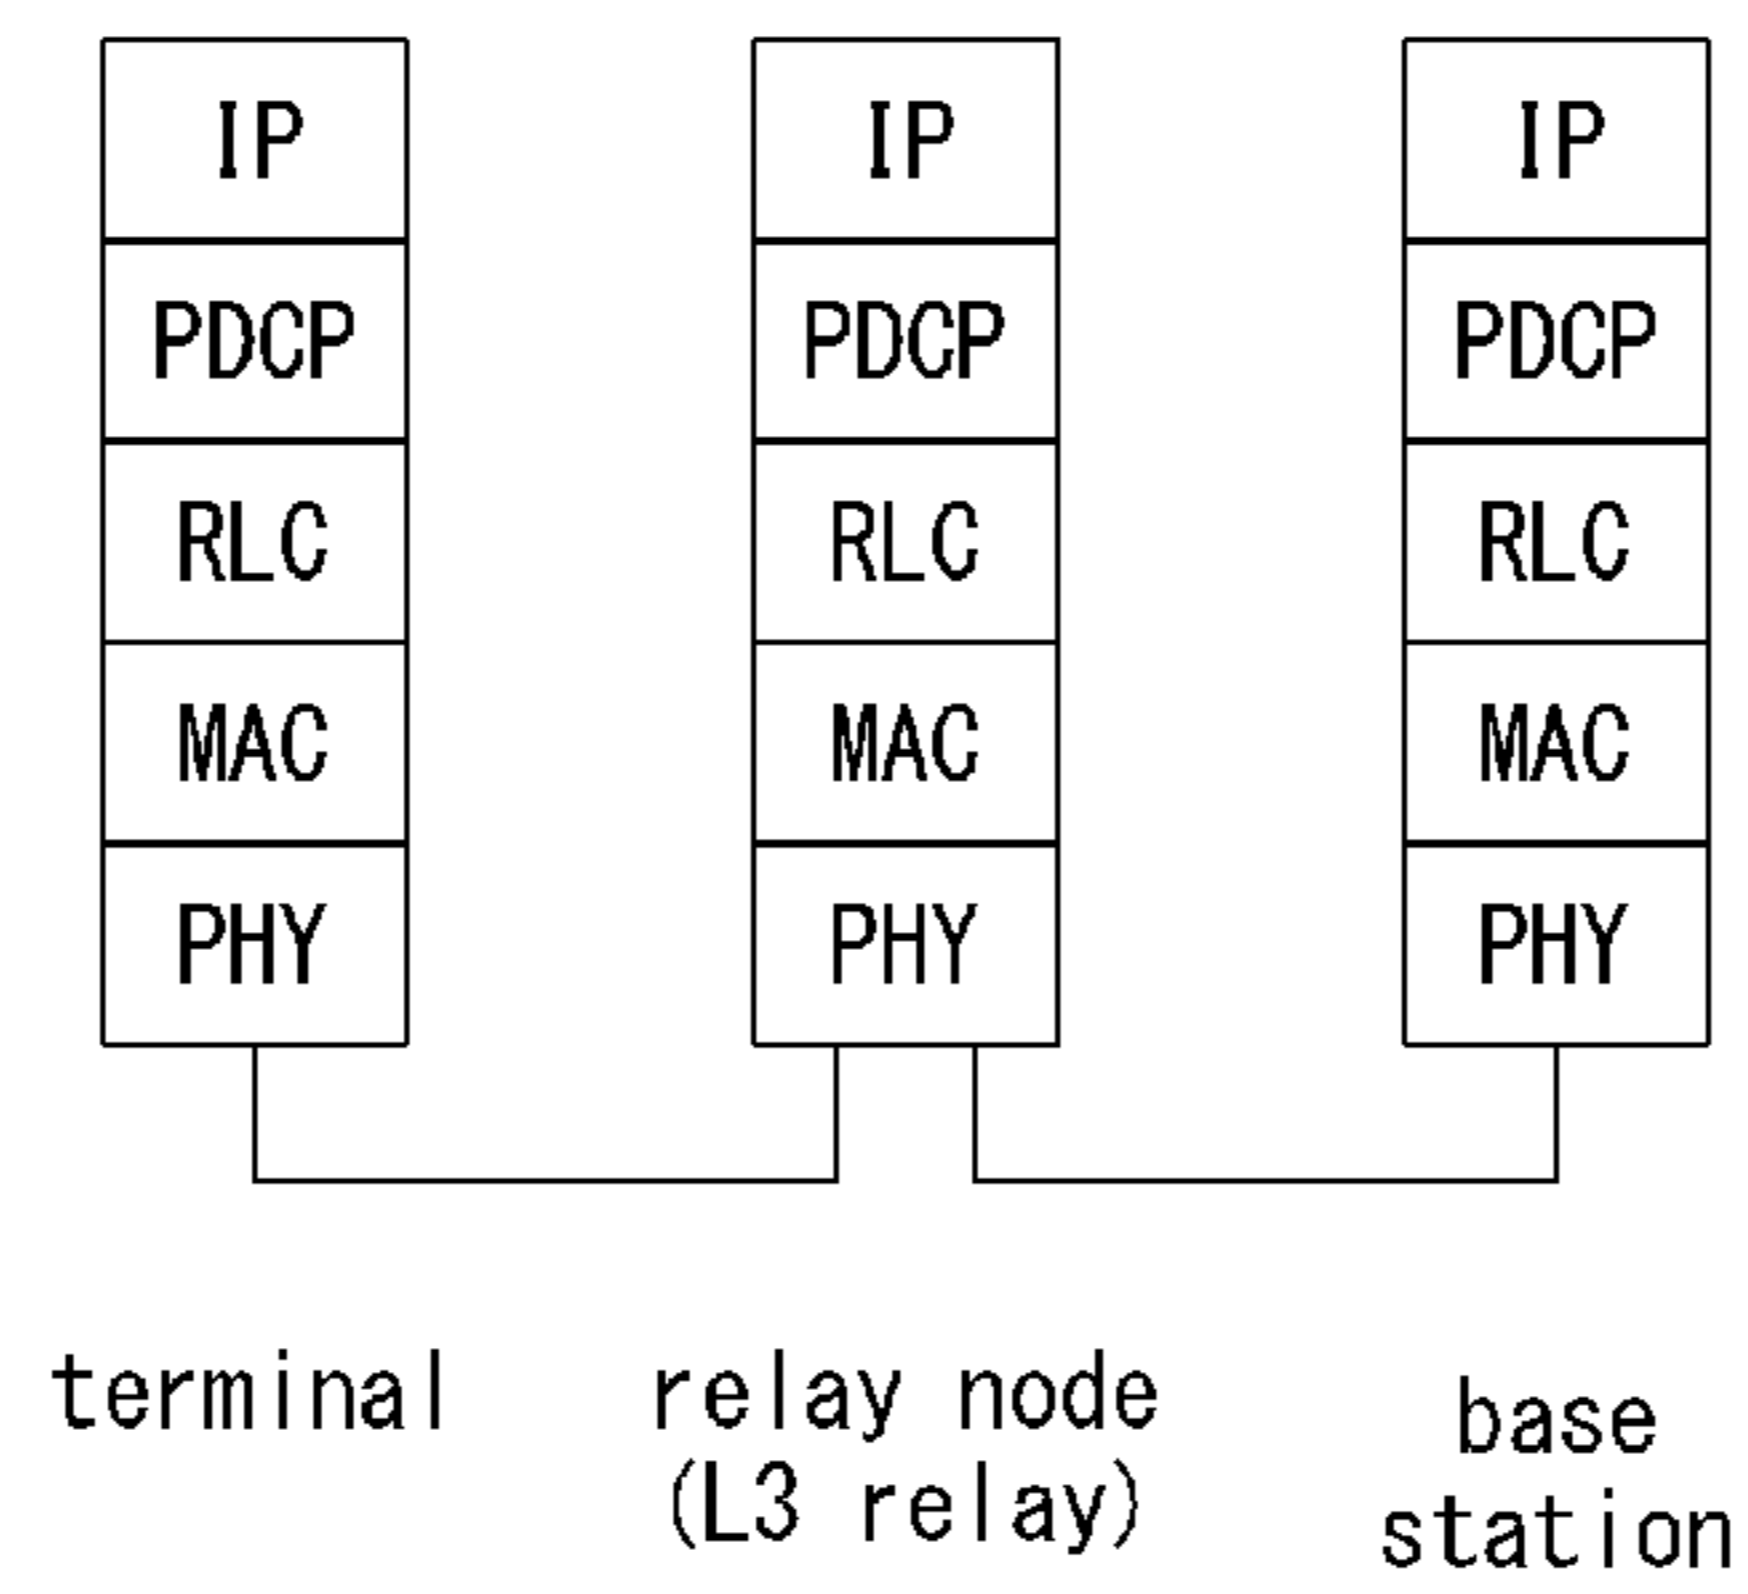 IP IP IP
PDCP PDCP PDCP
RLC RLC RLC
MAC MAC MAC
PHY PHY PHY
terminal
relay node
(L3 relay)
base
station